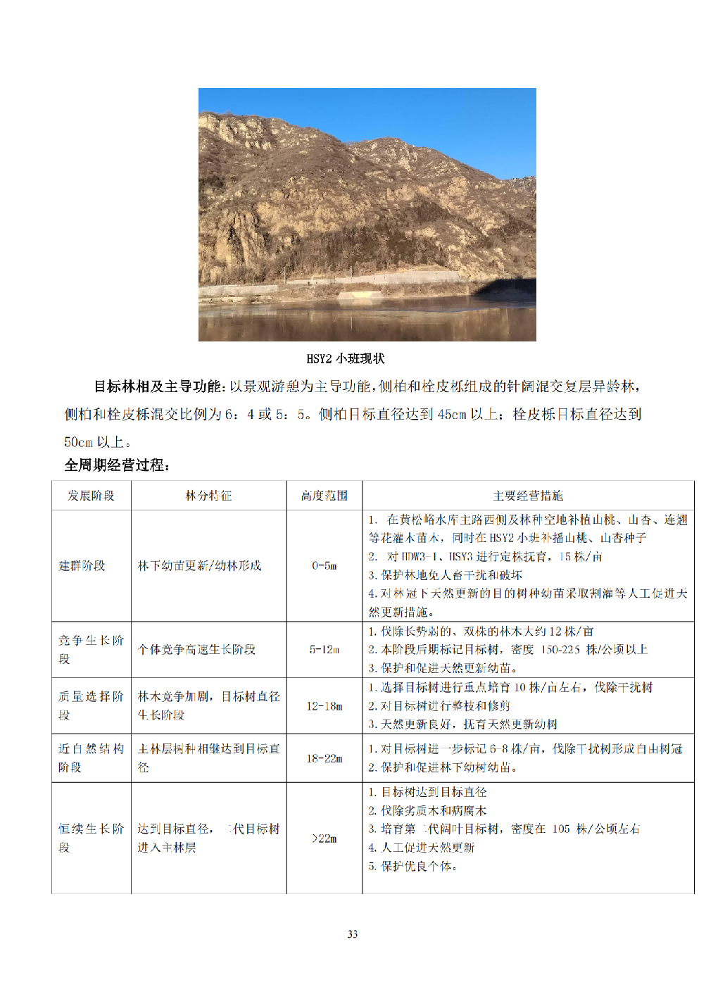 HSY2 小班现状
目标林相及主导功能：以景观游憩为主导功能，侧柏和栓皮栎组成的针阔混交复层异龄林，
侧柏和栓皮栎混交比例为 6：4 或 5：5。侧柏目标直径达到 45cm 以上；栓皮栎目标直径达到
50cm 以上。
全周期经营过程：
发展阶段 林分特征 高度范围 主要经营措施
建群阶段 林下幼苗更新/幼林形成 0-5m
1. 在黄松峪水库主路西侧及林种空地补植山桃、山杏、连翘
等花灌木苗木，同时在 HSY2 小班补播山桃、山杏种子
2. 对 HDW3-1、HSY3 进行定株抚育，15 株/亩
3.保护林地免人畜干扰和破坏
4.对林冠下天然更新的目的树种幼苗采取割灌等人工促进天
然更新措施。
竞争生长阶
段
个体竞争高速生长阶段 5-12m
1.伐除长势弱的、双株的林木大约 12 株/亩
2.本阶段后期标记目标树，密度 150-225 株/公顷以上
3.保护和促进天然更新幼苗。
质量选择阶
段
林木竞争加剧，目标树直径
生长阶段
12-18m
1.选择目标树进行重点培育 10 株/亩左右，伐除干扰树
2.对目标树进行整枝和修剪
3.天然更新良好，抚育天然更新幼树
近自然结构
阶段
主林层树种相继达到目标直
径
18-22m
1.对目标树进一步标记 6-8 株/亩，伐除干扰树形成自由树冠
2.保护和促进林下幼树幼苗。
恒续生长阶
段
达到目标直径，二代目标树
进入主林层
>22m
1.目标树达到目标直径
2.伐除劣质木和病腐木
3.培育第二代阔叶目标树，密度在 105 株/公顷左右
4.人工促进天然更新
5.保护优良个体。
33